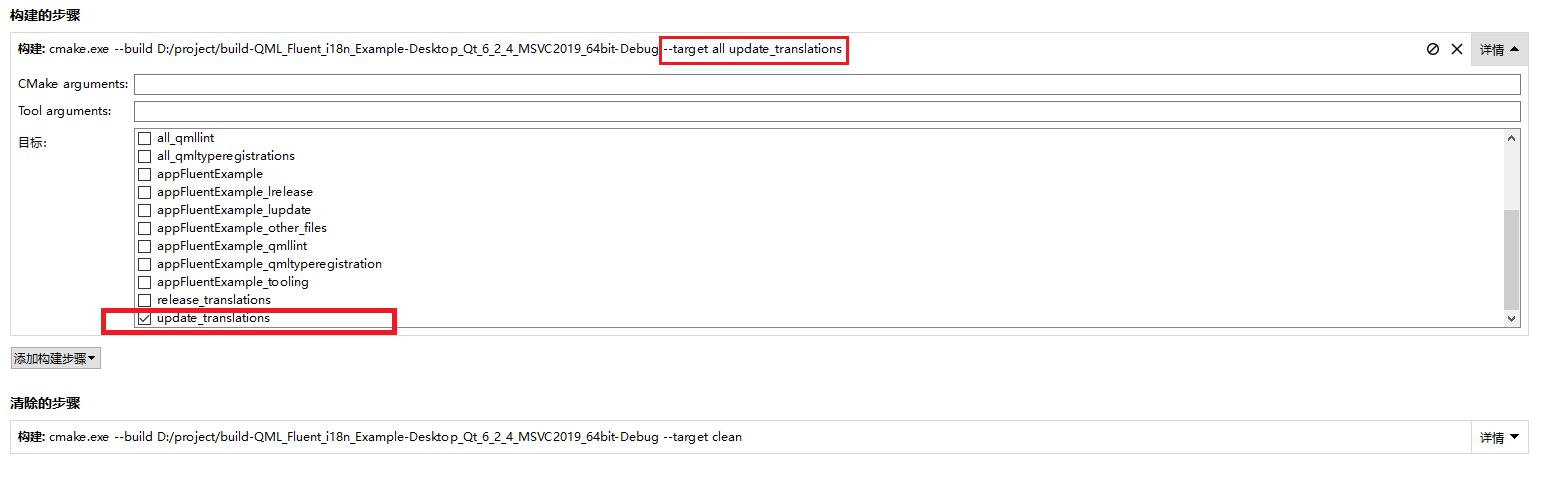 构建的步骤
构建: cmake.exe --build D:/project/build-QML_Fluent_i18n_Example-Desktop_Qt_6_2_4_MSVC2019_64bit-Debug --target all update_translations
详情
CMake arguments:
Tool arguments:
目标:
all_qmllint
all_qmltyperegistrations
appFluentExample
appFluentExample_lrelease
appFluentExample_lupdate
appFluentExample_other_files
appFluentExample_qmllint
appFluentExample_qmltyperegistration
appFluentExample_tooling
release_translations
update_translations
添加构建步骤
清除的步骤
构建: cmake.exe --build D:/project/build-QML_Fluent_i18n_Example-Desktop_Qt_6_2_4_MSVC2019_64bit-Debug --target clean
详情